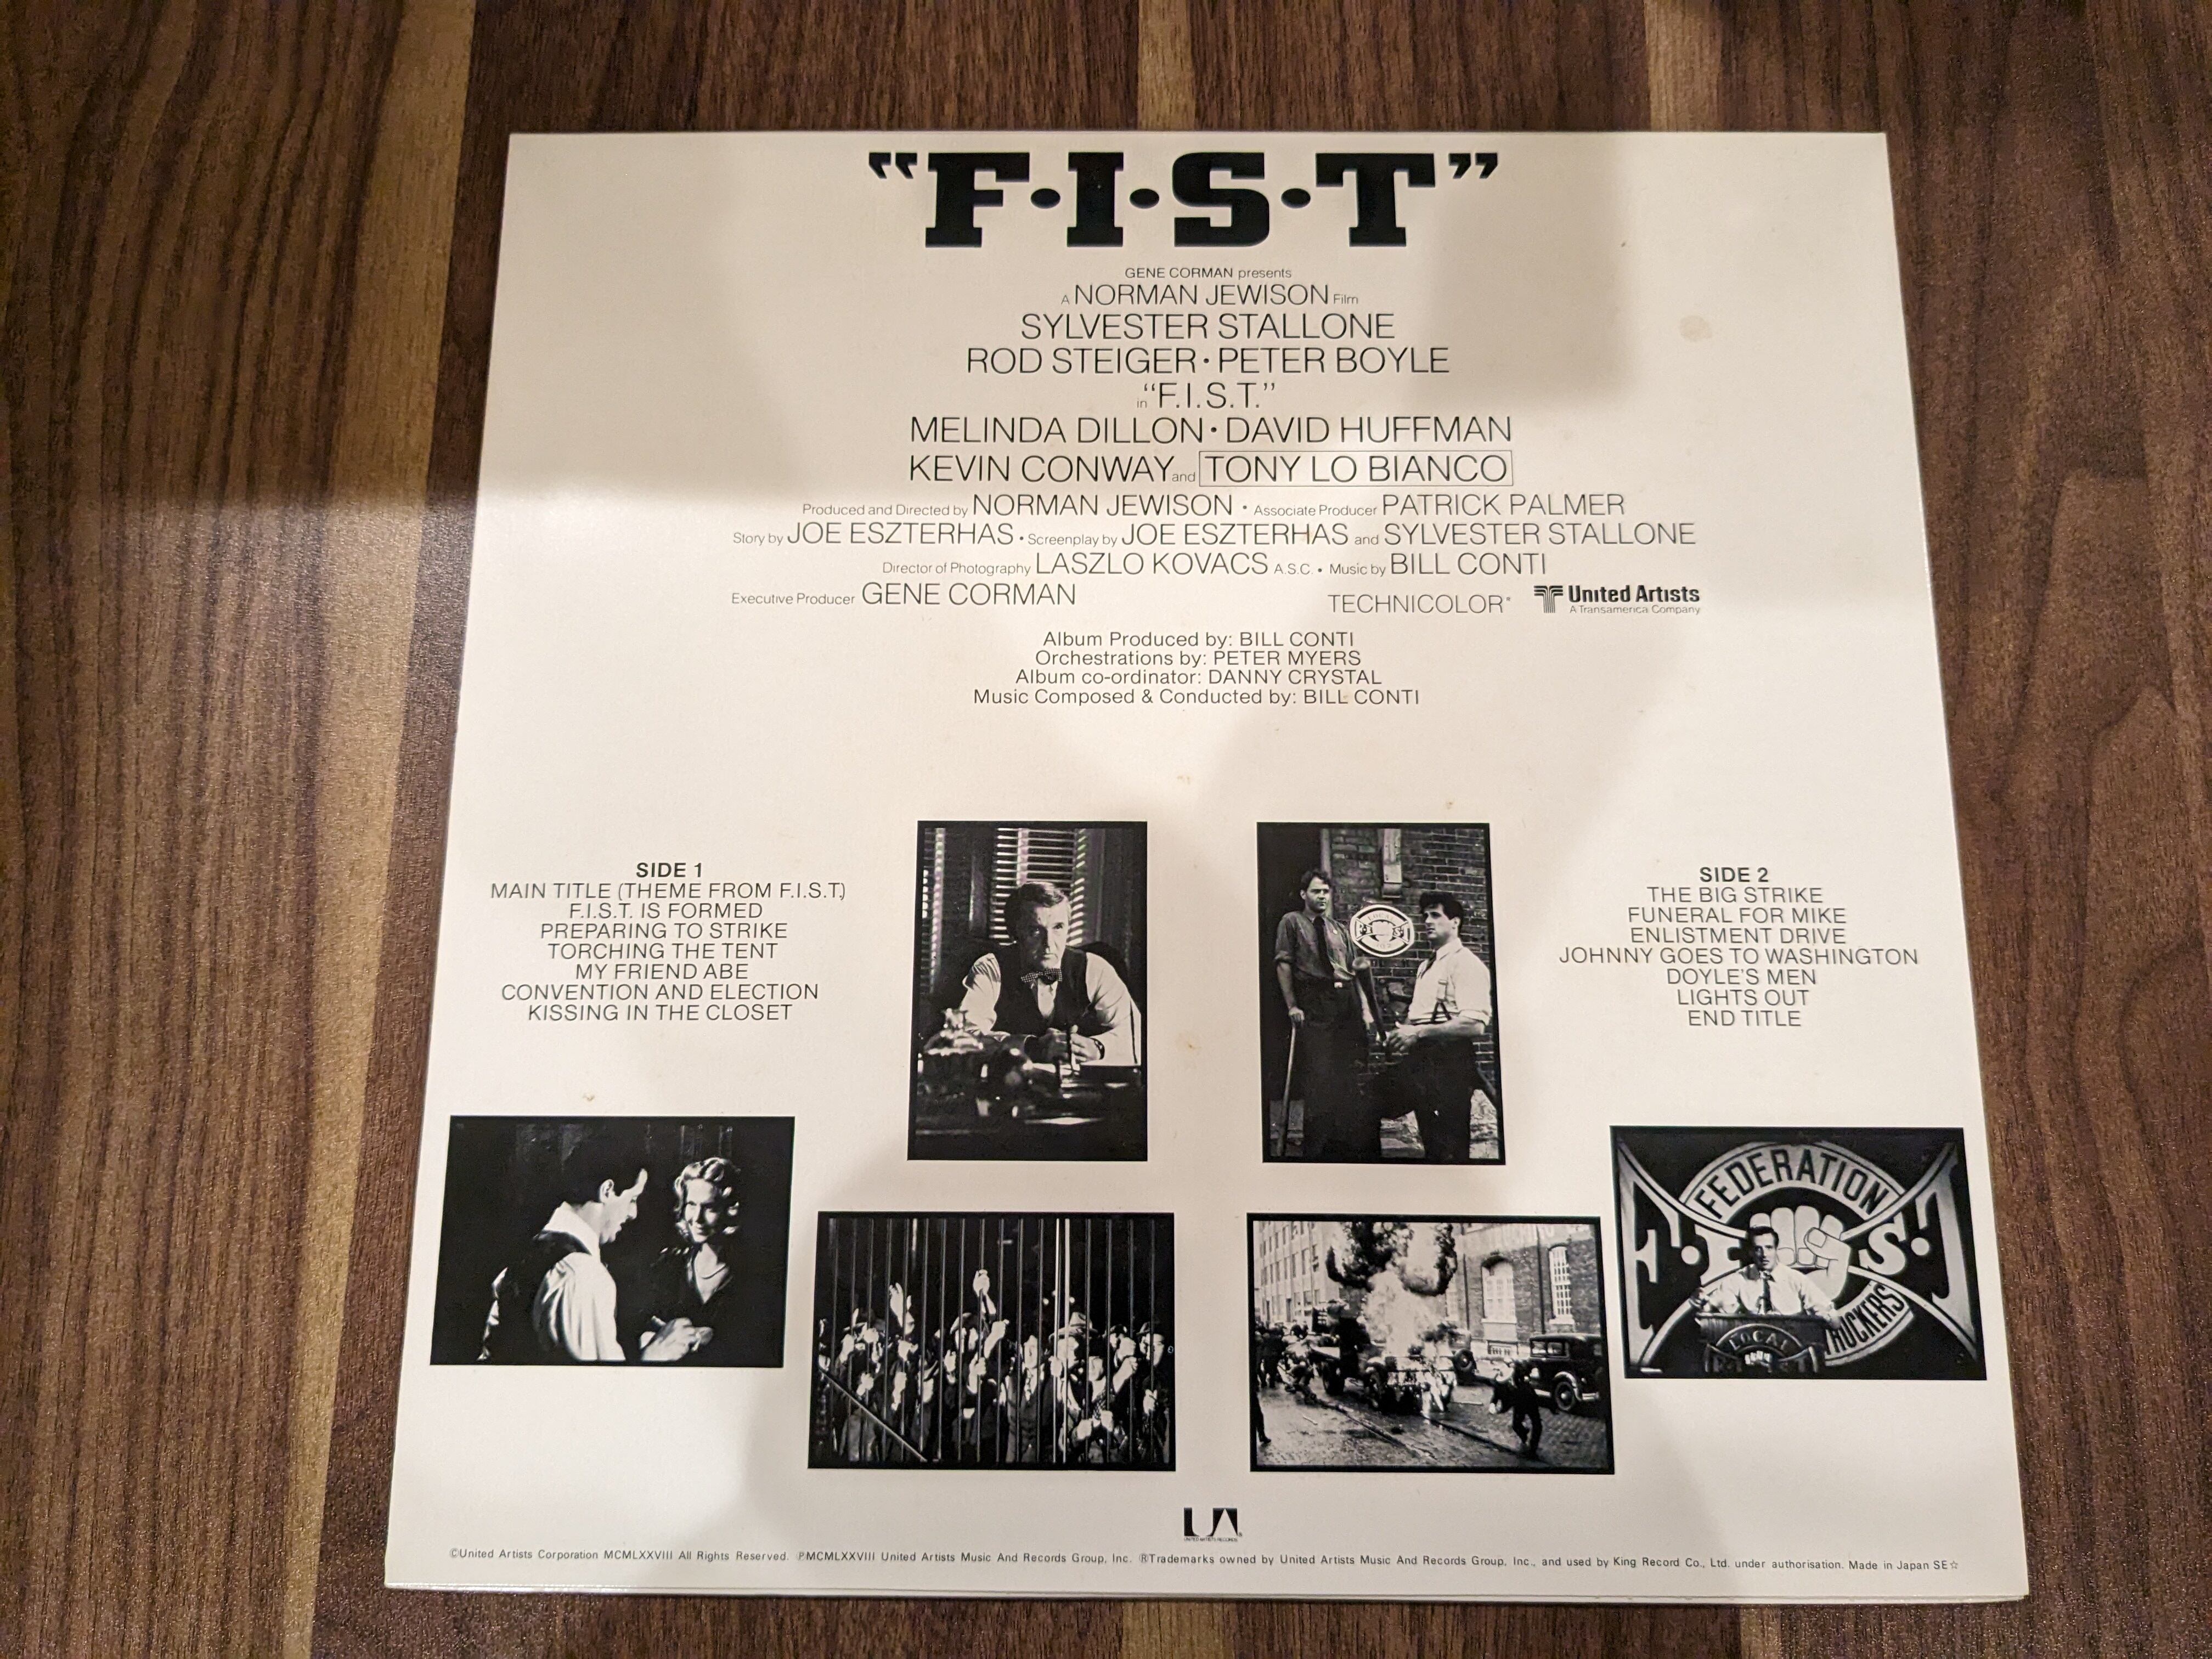 “F·I·S·T”
GENE CORMAN presents
A NORMAN JEWISON Film
SYLVESTER STALLONE
ROD STEIGER • PETER BOYLE
in “F.I.S.T.”
MELINDA DILLON • DAVID HUFFMAN
KEVIN CONWAY and TONY LO BIANCO
Produced and Directed by NORMAN JEWISON • Associate Producer PATRICK PALMER
Story by JOE ESZTERHAS • Screenplay by JOE ESZTERHAS and SYLVESTER STALLONE
Director of Photography LASZLO KOVACS A.S.C. • Music by BILL CONTI
Executive Producer GENE CORMAN
TECHNICOLOR® United Artists
A Transamerica Company
Album Produced by: BILL CONTI
Orchestrations by: PETER MYERS
Album co-ordinator: DANNY CRYSTAL
Music Composed & Conducted by: BILL CONTI
SIDE 1
MAIN TITLE (THEME FROM F.I.S.T.)
F.I.S.T. IS FORMED
PREPARING TO STRIKE
TORCHING THE TENT
MY FRIEND ABE
CONVENTION AND ELECTION
KISSING IN THE CLOSET
SIDE 2
THE BIG STRIKE
FUNERAL FOR MIKE
ENLISTMENT DRIVE
JOHNNY GOES TO WASHINGTON
DOYLE'S MEN
LIGHTS OUT
END TITLE
FEDERATION
F·I·S·T
TRUCKERS
LOCAL
UA
UNITED ARTISTS RECORDS
©United Artists Corporation MCMLXXVIII All Rights Reserved. ℗MCMLXXVIII United Artists Music And Records Group, Inc. ®Trademarks owned by United Artists Music And Records Group, Inc., and used by King Record Co., Ltd. under authorisation. Made in Japan SE☆